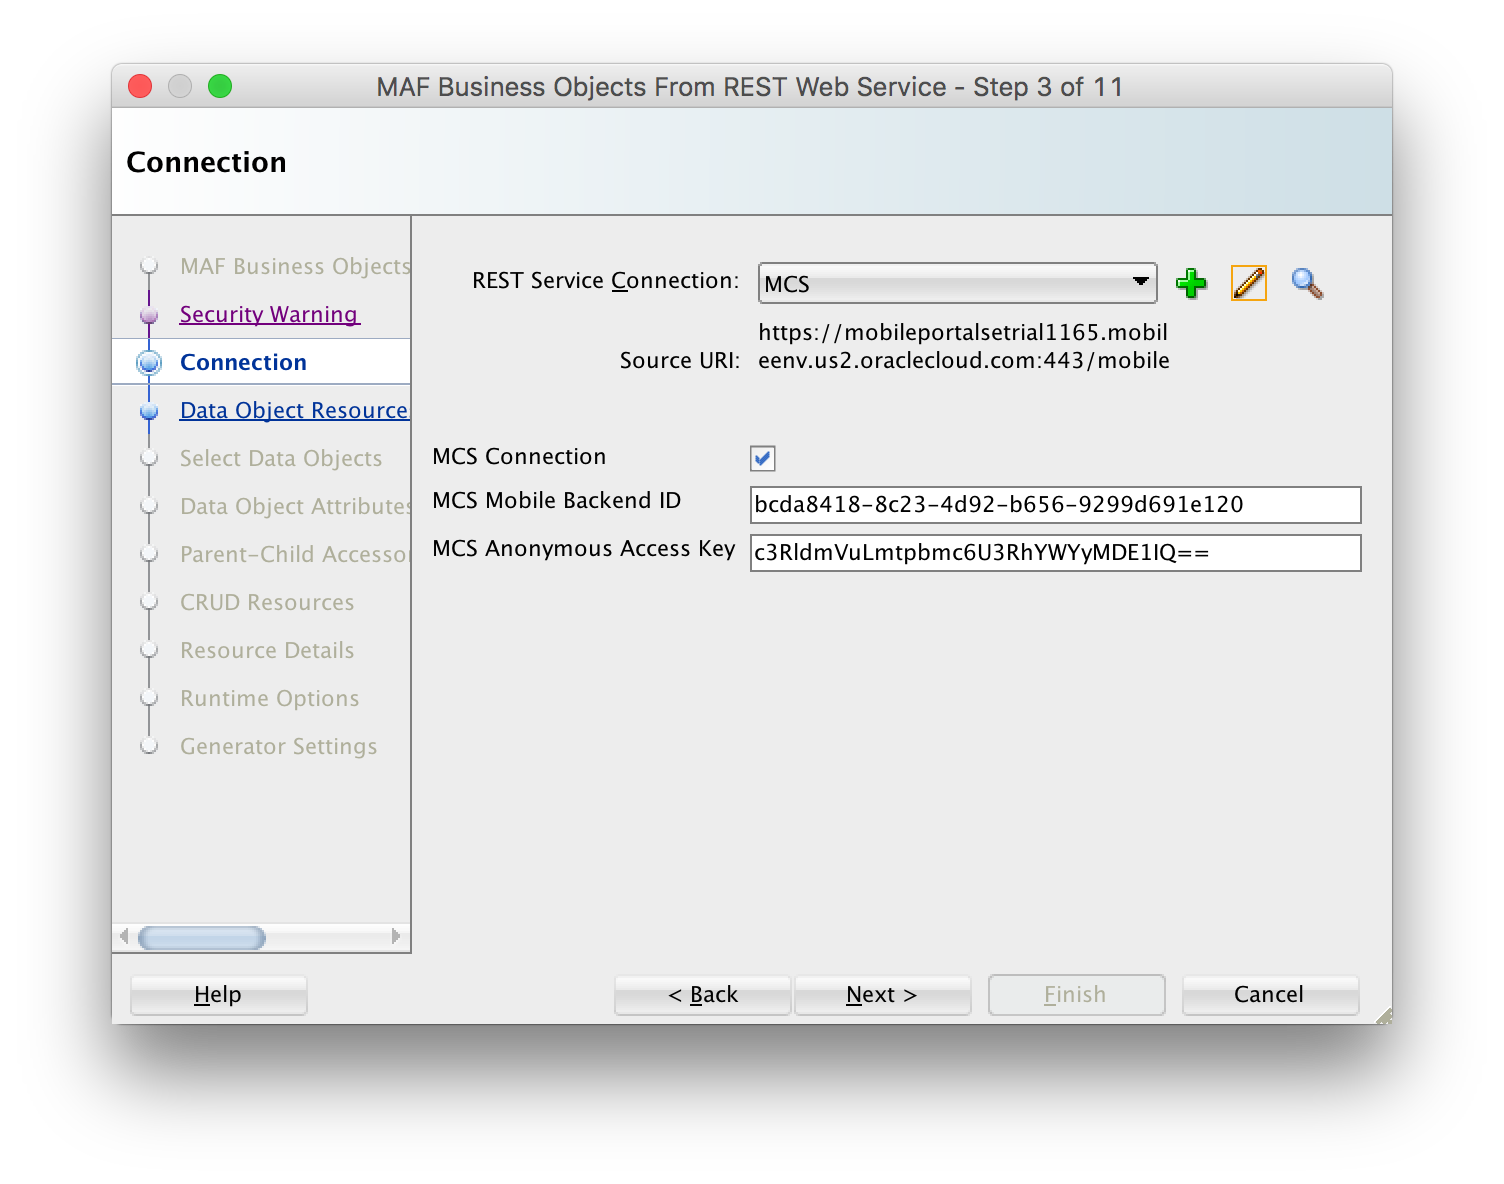 MAF Business Objects From REST Web Service - Step 3 of 11
Connection
MAF Business Objects
Security Warning
Connection
Data Object Resource
Select Data Objects
Data Object Attributes
Parent-Child Accessor
CRUD Resources
Resource Details
Runtime Options
Generator Settings
REST Service Connection: MCS
https://mobileportalsetrial1165.mobil
Source URI: eenv.us2.oraclecloud.com:443/mobile
MCS Connection
MCS Mobile Backend ID bcda8418-8c23-4d92-b656-9299d691e120
MCS Anonymous Access Key c3RldmVuLmtpbmc6U3RhYWYyMDE1IQ==
Help < Back Next > Finish Cancel